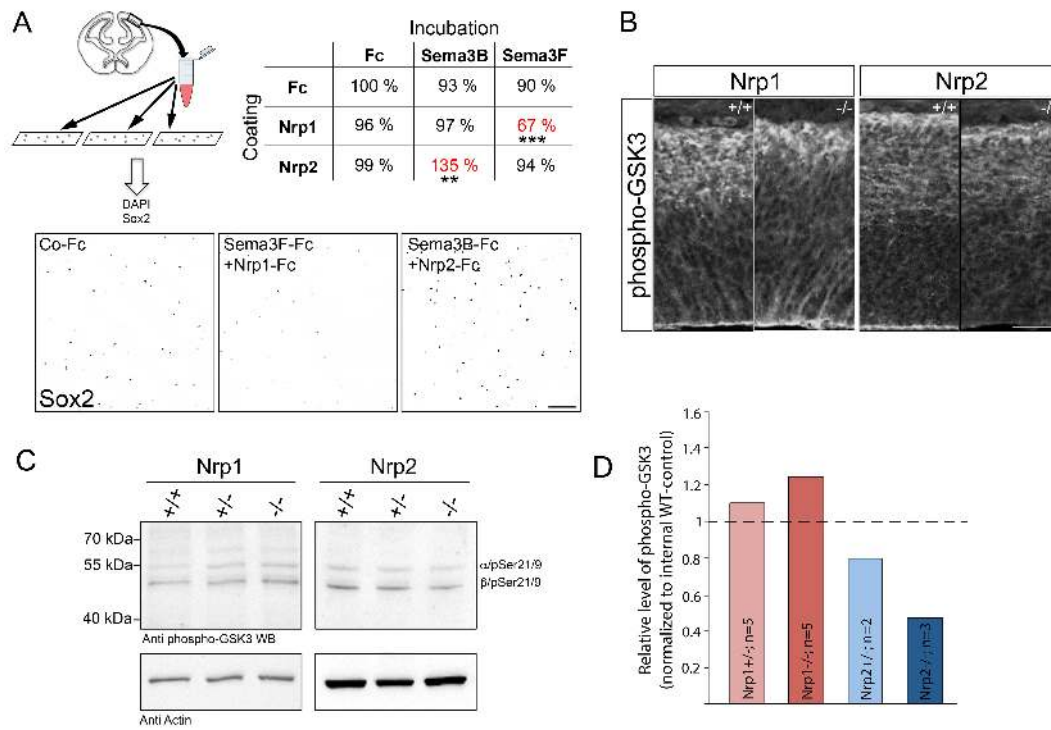 A
Incubation
Fc Sema3B Sema3F
Coating
Fc 100 % 93 % 90 %
Nrp1 96 % 97 % 67 %
***
Nrp2 99 % 135 % 94 %
**
DAPI
Sox2
Co-Fc
Sema3F-Fc
+Nrp1-Fc
Sema3B-Fc
+Nrp2-Fc
Sox2
B
Nrp1 Nrp2
+/+ -/- +/+ -/-
phospho-GSK3
C
Nrp1 Nrp2
+/+ +/- -/- +/+ +/- -/-
70 kDa-
55 kDa-
40 kDa-
α/pSer21/9
β/pSer21/9
Anti phospho-GSK3 WB
Anti Actin
D
Relative level of phospho-GSK3
(normalized to internal WT-control)
1.6
1.4
1.2
1
0.8
0.6
0.4
0.2
Nrp1+/-; n=5
Nrp1-/-; n=5
Nrp2+/-; n=2
Nrp2-/-; n=3